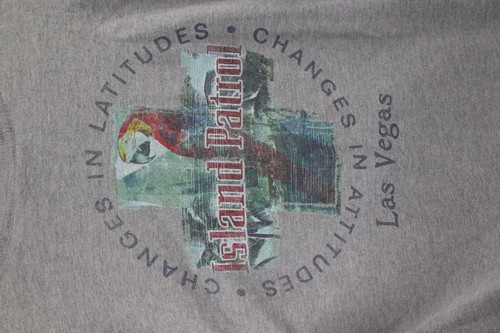 CHANGES IN LATITUDES • CHANGES IN ATTITUDES •
Island Patrol
Las Vegas